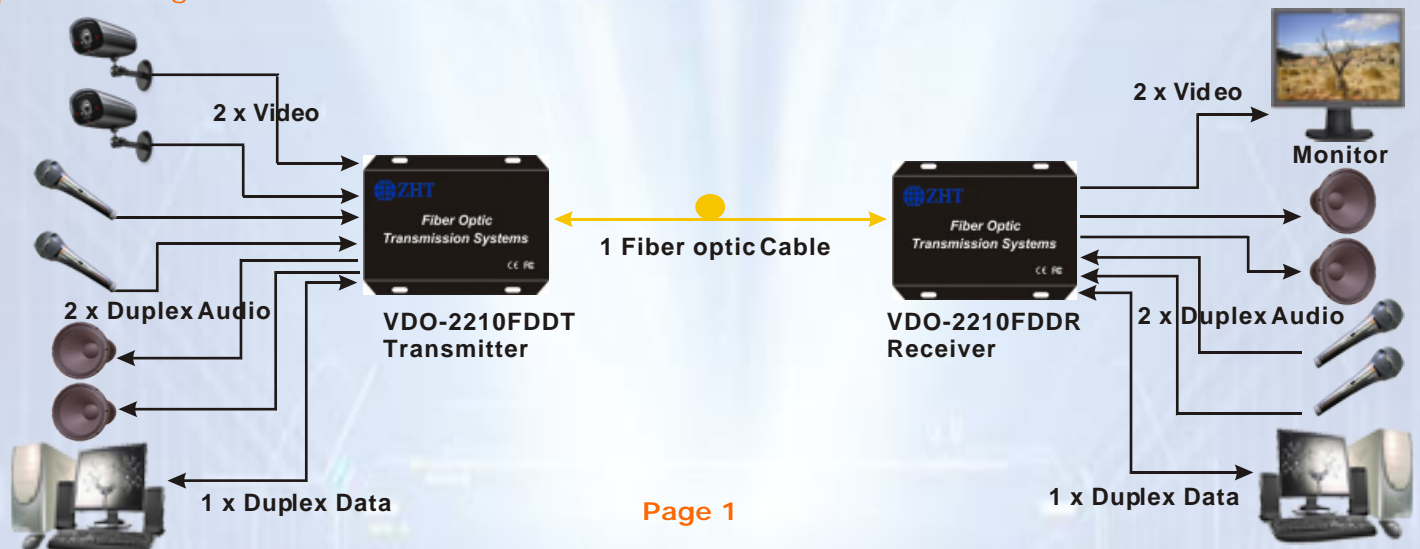 2 x Video
2 x Video
Monitor
ZHT
Fiber Optic
Transmission Systems
CE FC
ZHT
Fiber Optic
Transmission Systems
CE FC
1 Fiber optic Cable
2 x Duplex Audio
VDO-2210FDDT
Transmitter
VDO-2210FDDR
Receiver
2 x Duplex Audio
1 x Duplex Data
Page 1
1 x Duplex Data